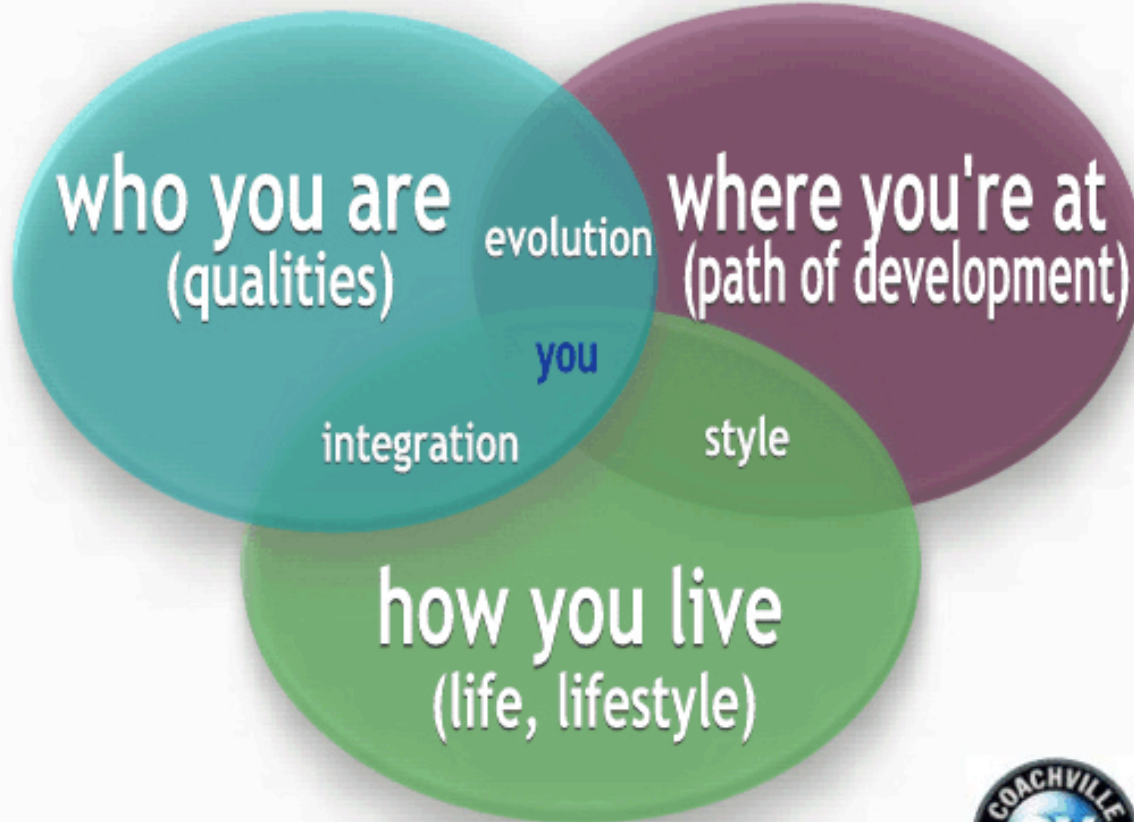 who you are
(qualities)
evolution
where you're at
(path of development)
you
integration
style
how you live
(life, lifestyle)
COACHVILLE